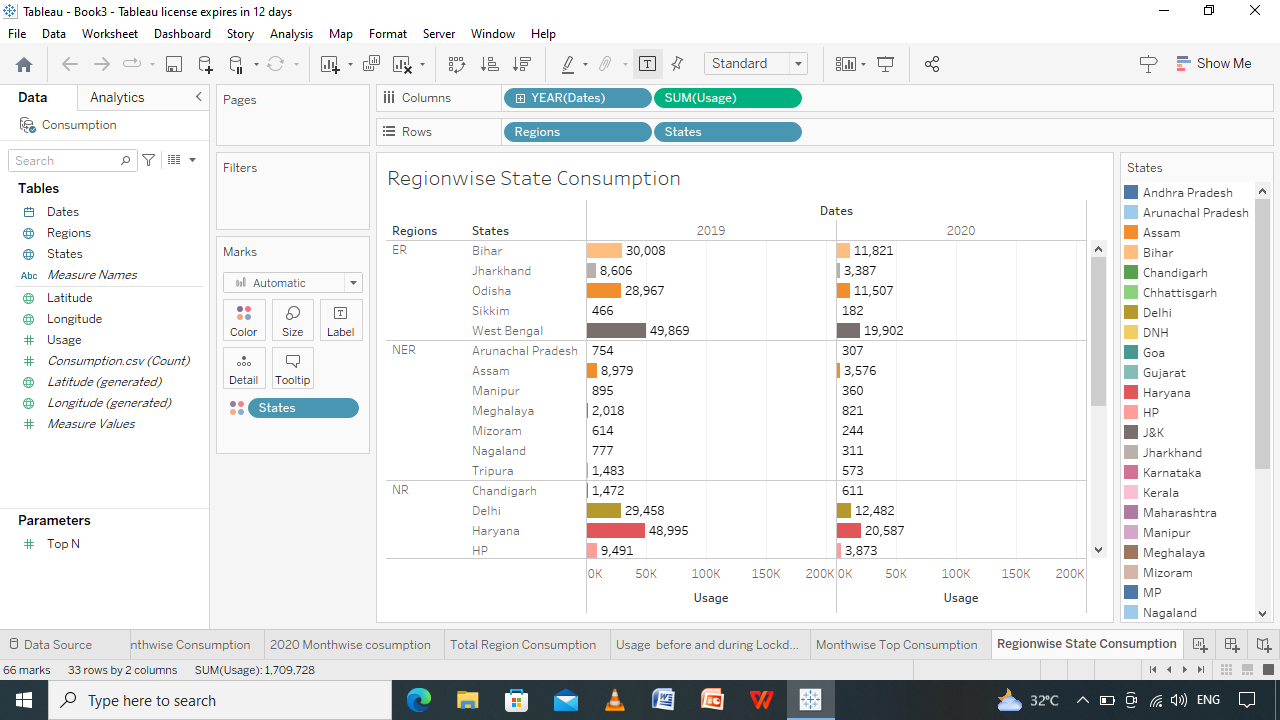 Tableau - Book3 - Tableau license expires in 12 days
File Data Worksheet Dashboard Story Analysis Map Format Server Window Help
Standard
Show Me
Data Analytics
Consumption
Search
Tables
Dates
Regions
States
Abc Measure Names
Latitude
Longitude
Usage
Consumption.csv (Count)
Latitude (generated)
Longitude (generated)
Measure Values
Parameters
Top N
Pages
Filters
Marks
Automatic
Color Size Label
Detail Tooltip
States
Columns YEAR(Dates) SUM(Usage)
Rows Regions States
Regionwise State Consumption
Dates
Regions States 2019 2020
ER Bihar 30,008 11,821
Jharkhand 8,606 3,387
Odisha 28,967 11,507
Sikkim 466 182
West Bengal 49,869 19,902
NER Arunachal Pradesh 754 307
Assam 8,979 3,576
Manipur 895 360
Meghalaya 2,018 821
Mizoram 614 244
Nagaland 777 311
Tripura 1,483 573
NR Chandigarh 1,472 611
Delhi 29,458 12,482
Haryana 48,995 20,587
HP 9,491 3,873
0K 50K 100K 150K 200K 0K 50K 100K 150K 200K
Usage Usage
States
Andhra Pradesh
Arunachal Pradesh
Assam
Bihar
Chandigarh
Chhattisgarh
Delhi
DNH
Goa
Gujarat
Haryana
HP
J&K
Jharkhand
Karnataka
Kerala
Maharashtra
Manipur
Meghalaya
Mizoram
MP
Nagaland
Data Source nthwise Consumption 2020 Monthwise cosumption Total Region Consumption Usage before and during Lockd... Monthwise Top Consumption Regionwise State Consumption
66 marks 33 rows by 2 columns SUM(Usage): 1,709,728
Type here to search
32°C ENG